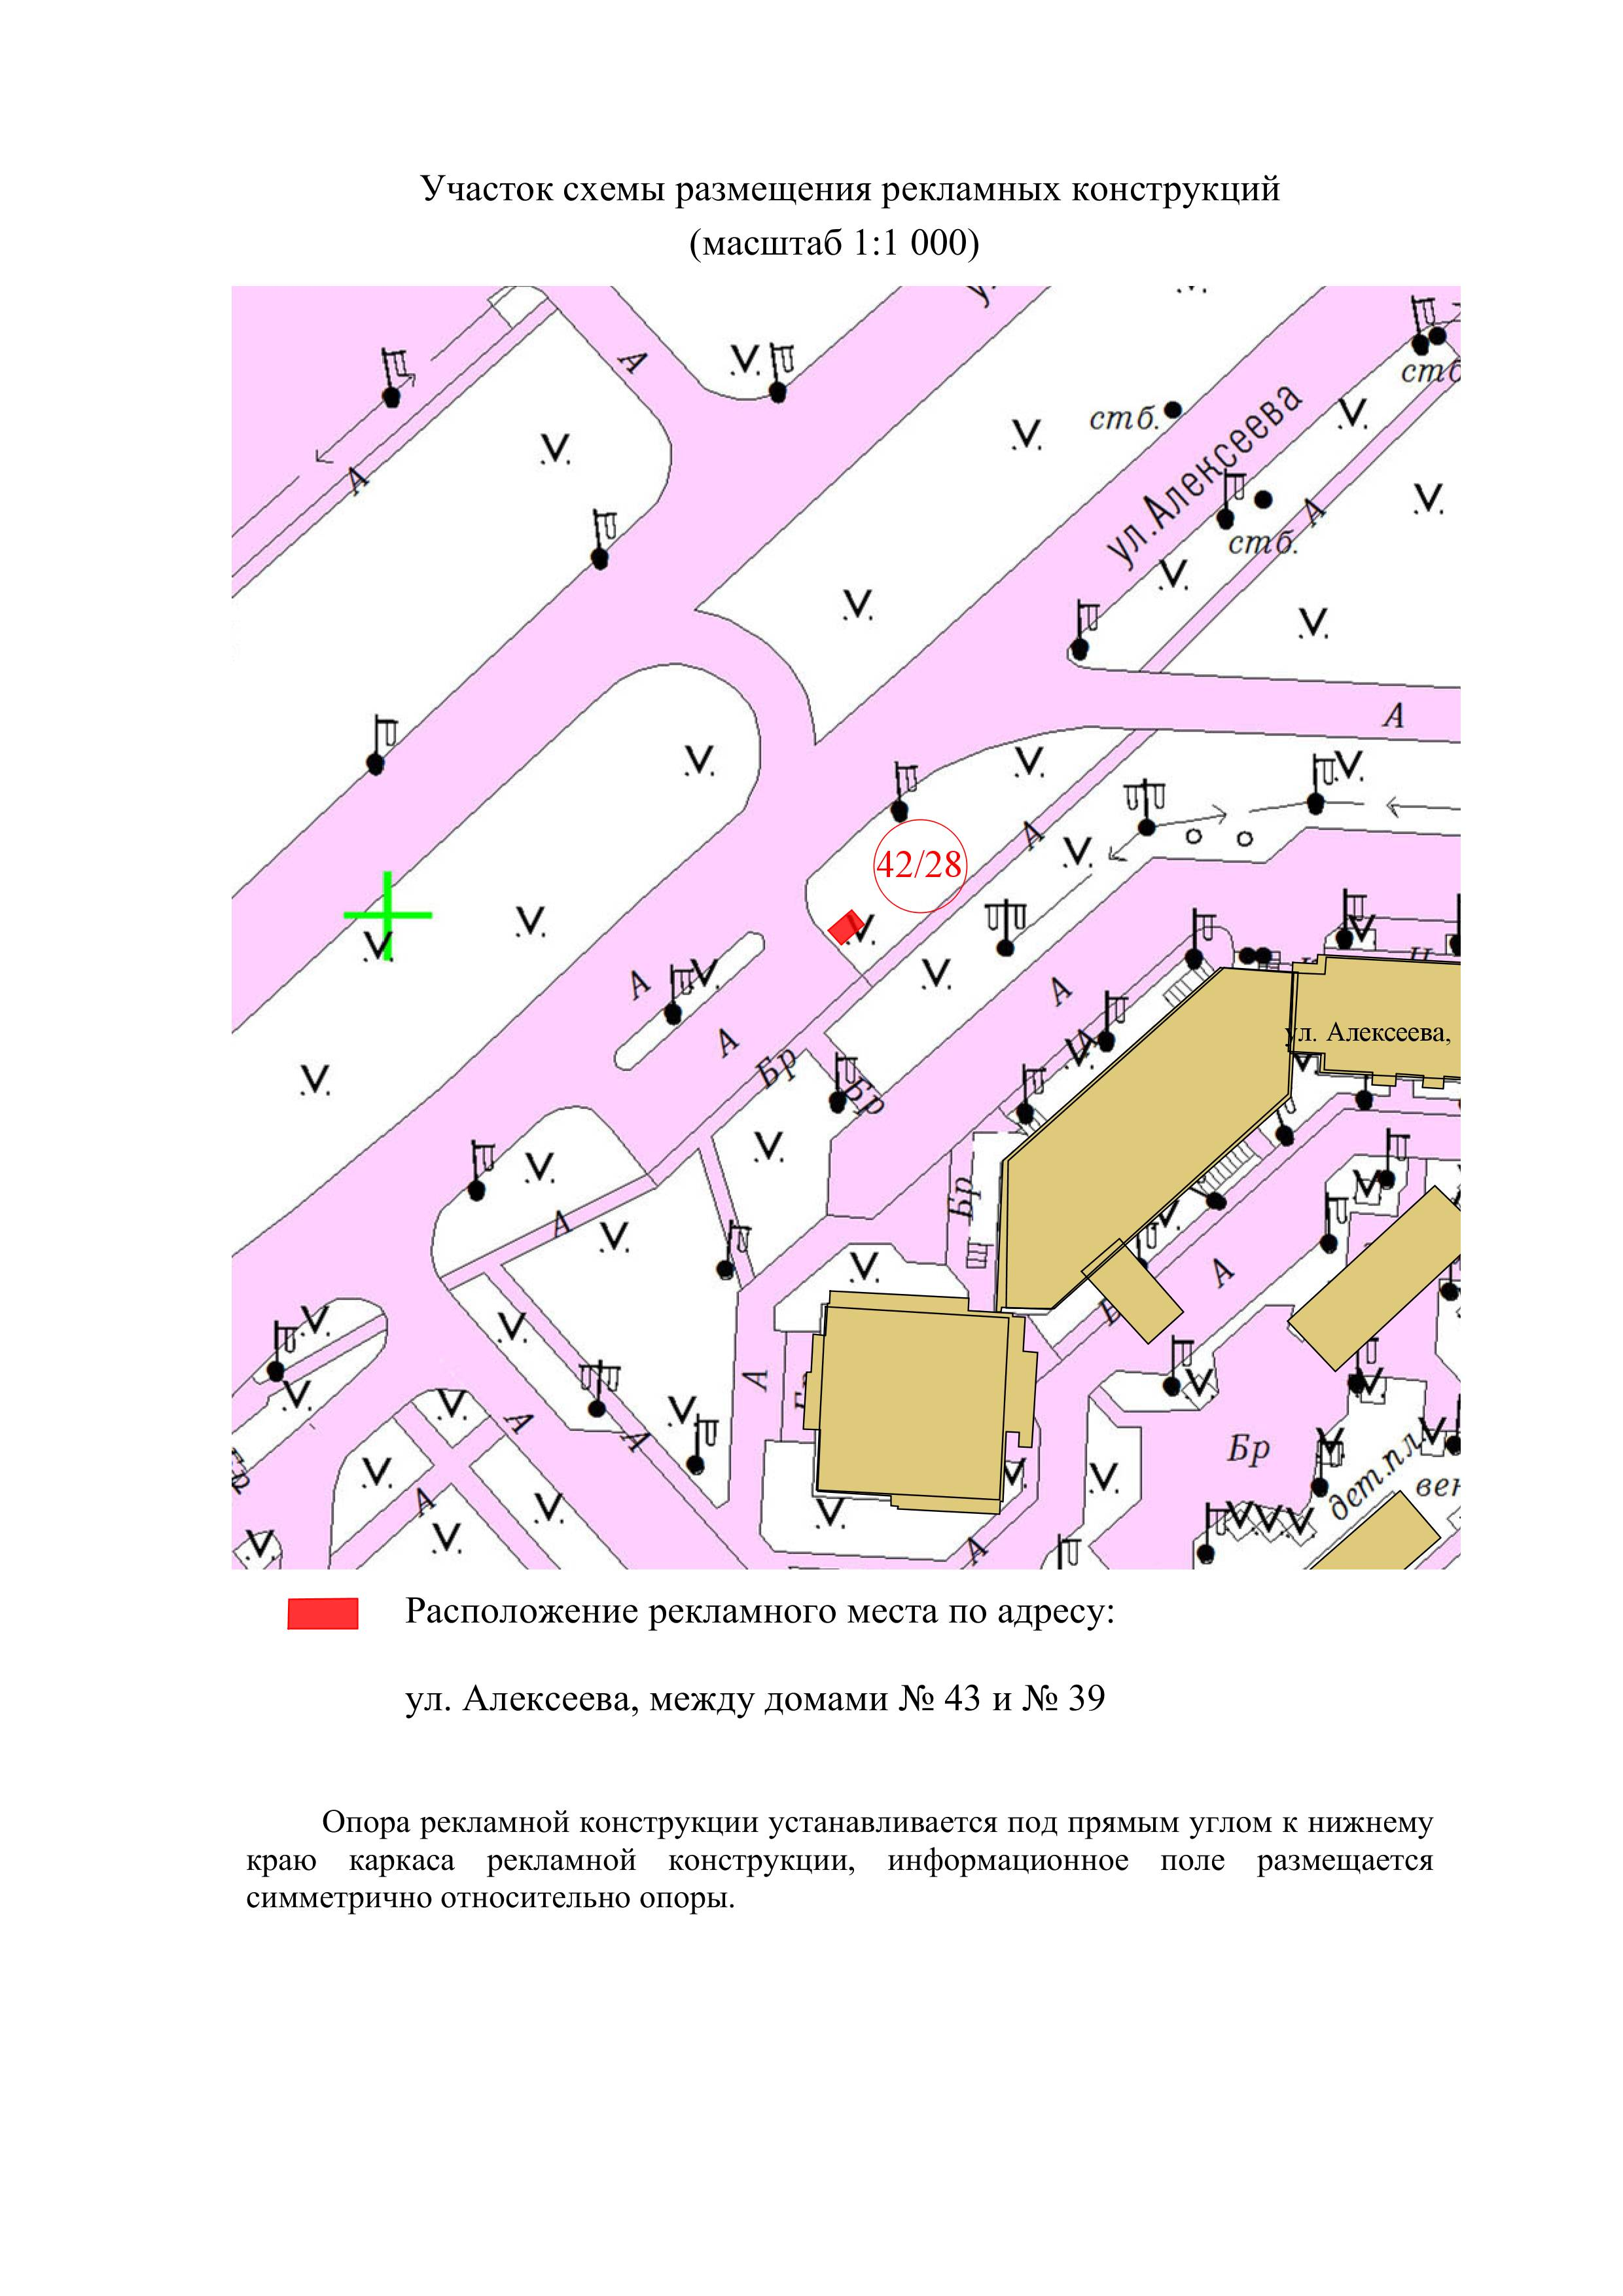 Участок схемы размещения рекламных конструкций
(масштаб 1:1 000)
А
стб.
стб.
ул.Алексеева
А
А
стб.
А
42/28
А
А
А
А
Бр
Бр
ул. Алексеева,
А
Бр
А
А
А
А
А
Бр
дет.пл.
А
А
Расположение рекламного места по адресу:
ул. Алексеева, между домами № 43 и № 39
Опора рекламной конструкции устанавливается под прямым углом к нижнему
краю каркаса рекламной конструкции, информационное поле размещается
симметрично относительно опоры.